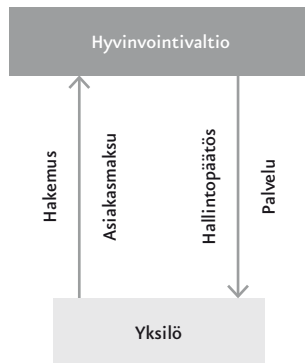 Hyvinvointivaltio
Hakemus
Asiakasmaksu
Hallintopäätös
Palvelu
Yksilö